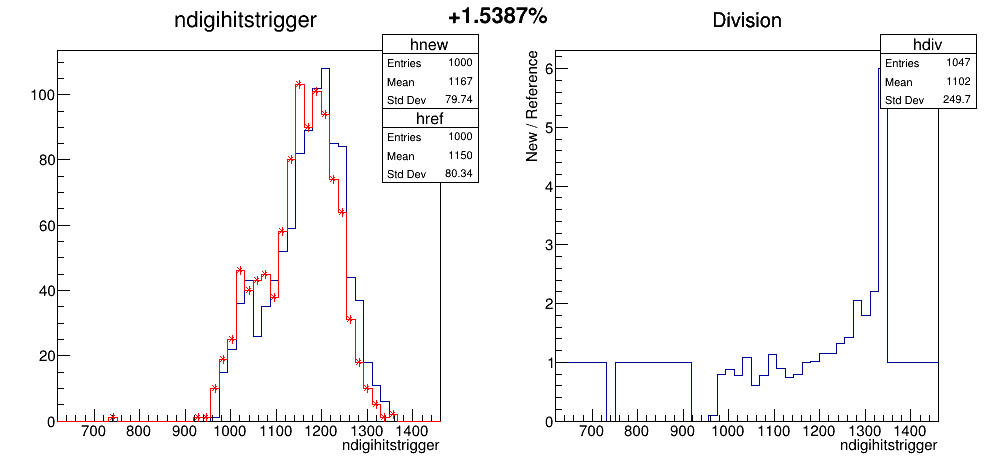 ndigihitstrigger
+1.5387%
Division
hnew
Entries 1000
Mean 1167
Std Dev 79.74
href
Entries 1000
Mean 1150
Std Dev 80.34
100
80
60
40
20
0
700 800 900 1000 1100 1200 1300 1400
ndigihitstrigger
hdiv
Entries 1047
Mean 1102
Std Dev 249.7
New / Reference
6
5
4
3
2
1
0
700 800 900 1000 1100 1200 1300 1400
ndigihitstrigger